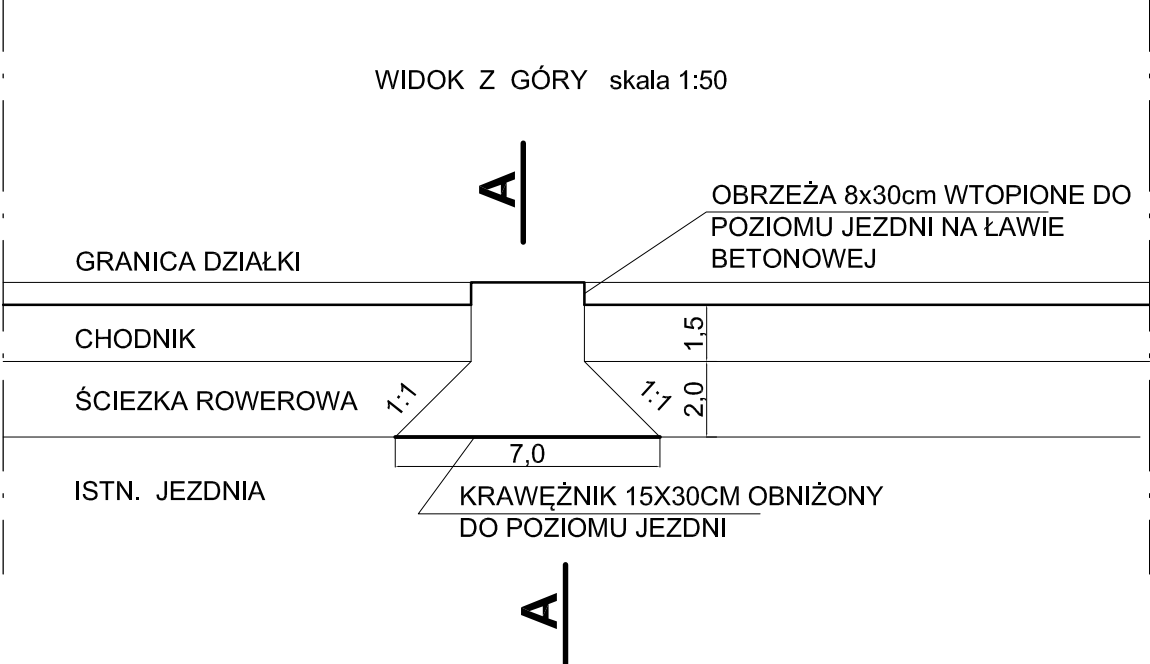 WIDOK Z GÓRY skala 1:50
A
OBRZEŻA 8x30cm WTOPIONE DO
POZIOMU JEZDNI NA ŁAWIE
BETONOWEJ
GRANICA DZIAŁKI
CHODNIK
1,5
ŚCIEZKA ROWEROWA
1:1
1:1
2,0
7,0
ISTN. JEZDNIA
KRAWĘŻNIK 15X30CM OBNIŻONY
DO POZIOMU JEZDNI
A